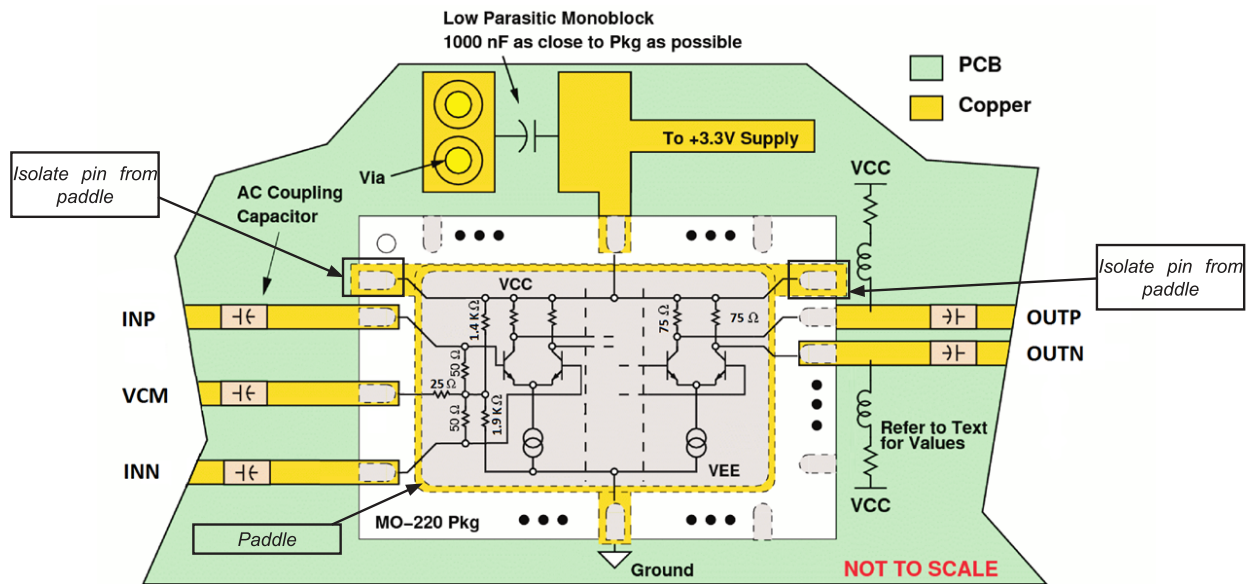 Low Parasitic Monoblock
1000 nF as close to Pkg as possible
PCB
Copper
To +3.3V Supply
Via
Isolate pin from
paddle
AC Coupling
Capacitor
VCC
Isolate pin from
paddle
VCC
INP
1.4 KΩ
75 Ω
75 Ω
OUTP
OUTN
50 Ω
25 Ω
VCM
50 Ω
1.9 KΩ
Refer to Text
for Values
INN
VEE
VCC
MO-220 Pkg
Paddle
Ground
NOT TO SCALE